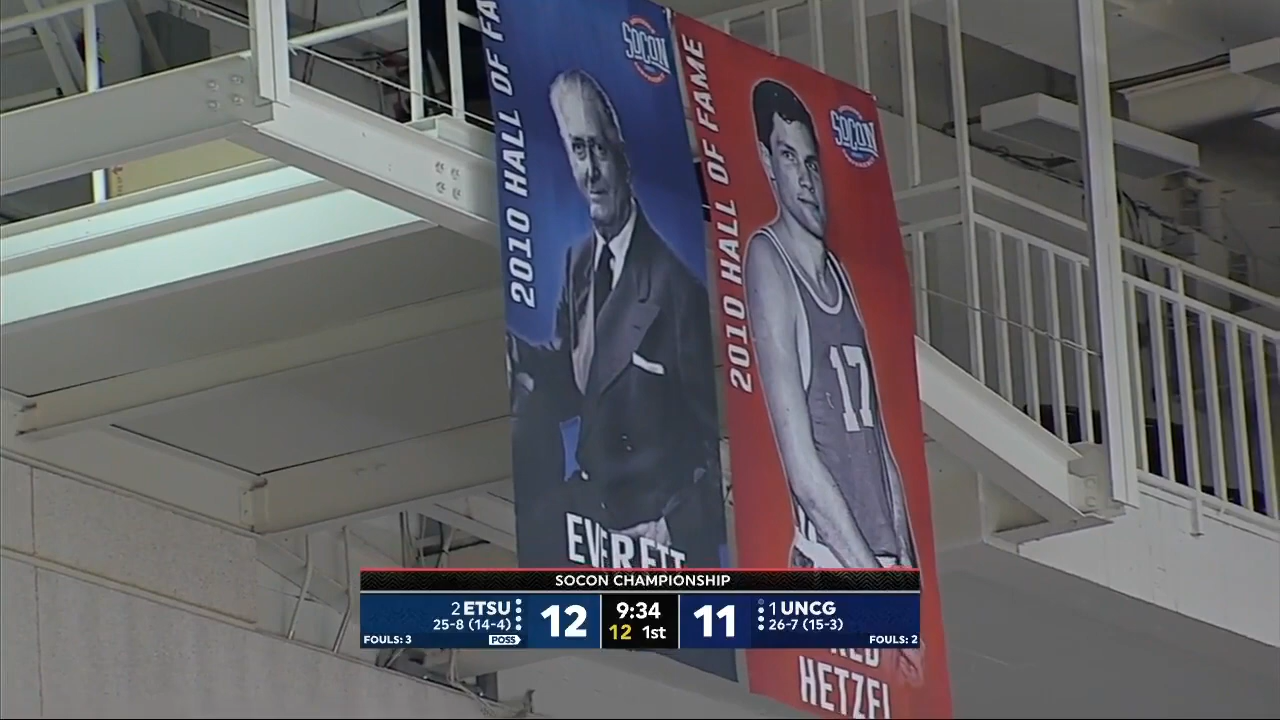 2010 HALL OF FA
SOCON
EVERETT
2010 HALL OF FAME
SOCON
17
HETZEL
SOCON CHAMPIONSHIP
2 ETSU
25-8 (14-4)
FOULS: 3
POSS
12
9:34
12 1st
11
1 UNCG
26-7 (15-3)
FOULS: 2